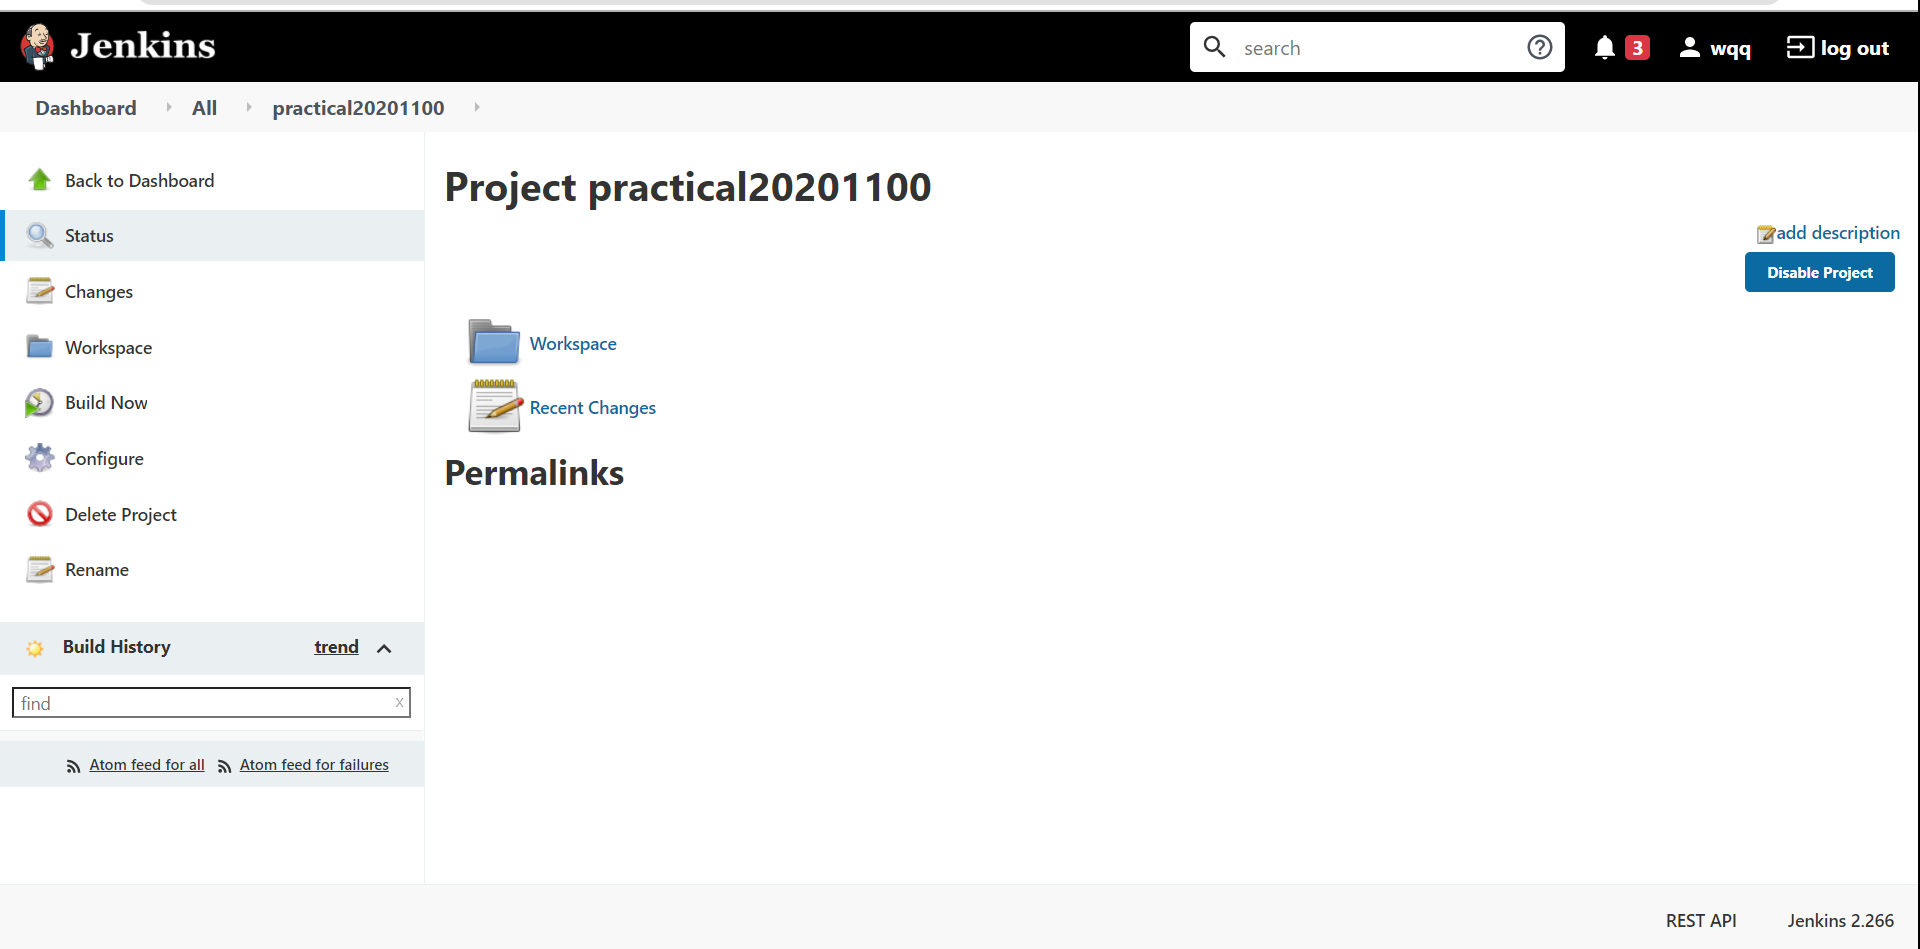 Jenkins
search
3
wqq
log out
Dashboard All practical20201100
Back to Dashboard
Status
Changes
Workspace
Build Now
Configure
Delete Project
Rename
Build History trend
find x
Atom feed for all Atom feed for failures
Project practical20201100
add description
Disable Project
Workspace
Recent Changes
Permalinks
REST API Jenkins 2.266